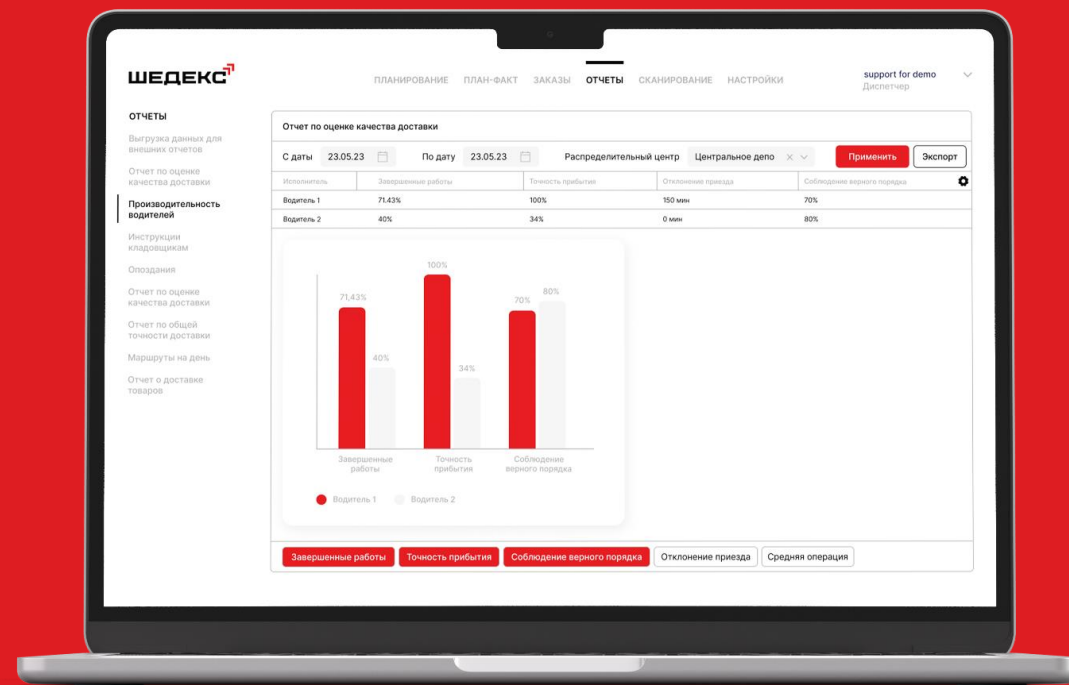 ШЕДЕКС
ПЛАНИРОВАНИЕ ПЛАН-ФАКТ ЗАКАЗЫ ОТЧЕТЫ СКАНИРОВАНИЕ НАСТРОЙКИ
support for demo
Диспетчер
ОТЧЕТЫ
Выгрузка данных для
внешних отчетов
Отчет по оценке
качества доставки
Производительность
водителей
Инструкции
кладовщикам
Опоздания
Отчет по оценке
качества доставки
Отчет по общей
точности доставки
Маршруты на день
Отчет о доставке
товаров
Отчет по оценке качества доставки
С даты 23.05.23 По дату 23.05.23 Распределительный центр Центральное депо Применить Экспорт
Исполнитель Завершенные работы Точность прибытия Отклонение приезда Соблюдение верного порядка
Водитель 1 71.43% 100% 150 мин 70%
Водитель 2 40% 34% 0 мин 80%
100%
71,43%
70% 80%
40%
34%
Завершенные
работы
Точность
прибытия
Соблюдение
верного порядка
Водитель 1 Водитель 2
Завершенные работы Точность прибытия Соблюдение верного порядка Отклонение приезда Средняя операция